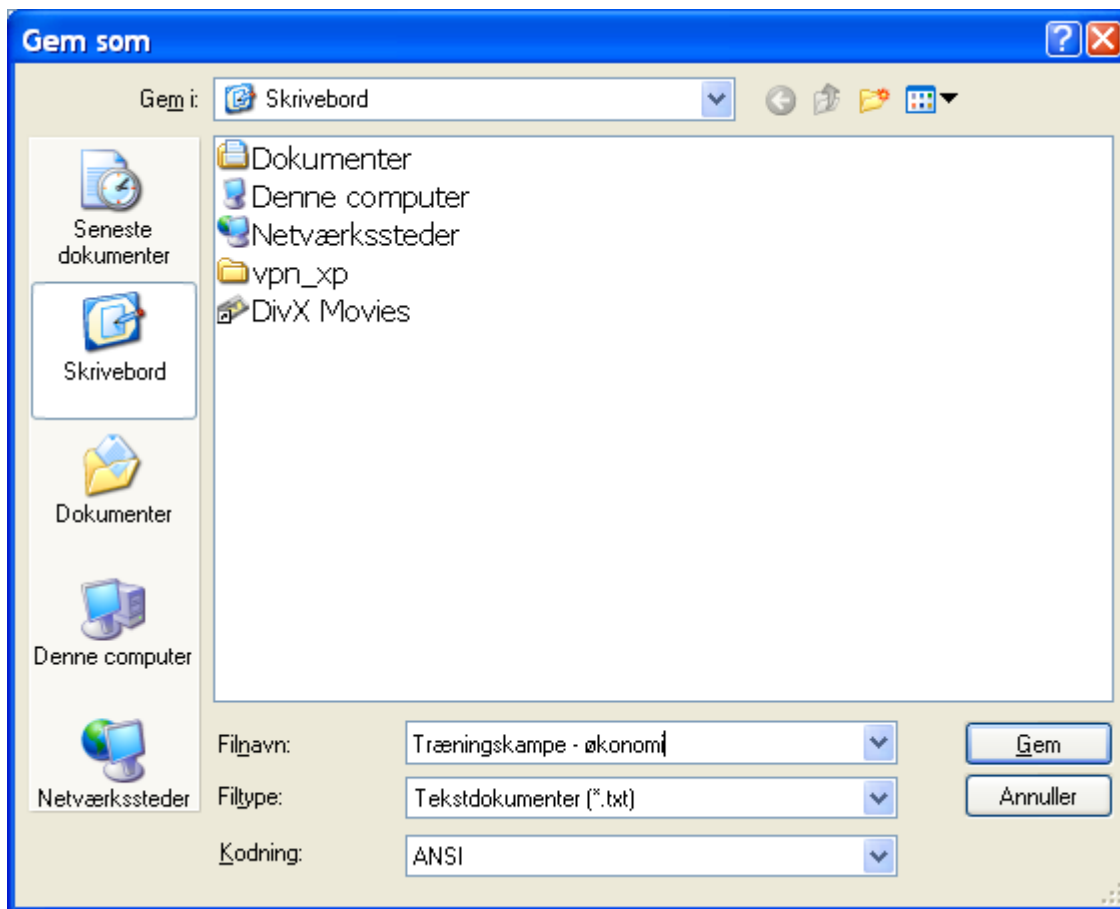 Gem som
Gem i:
Skrivebord
Seneste
dokumenter
Skrivebord
Dokumenter
Denne computer
Netværkssteder
Dokumenter
Denne computer
Netværkssteder
vpn_xp
DivX Movies
Filnavn:
Træningskampe - økonomi
Gem
Filtype:
Tekstdokumenter (*.txt)
Annuller
Kodning:
ANSI